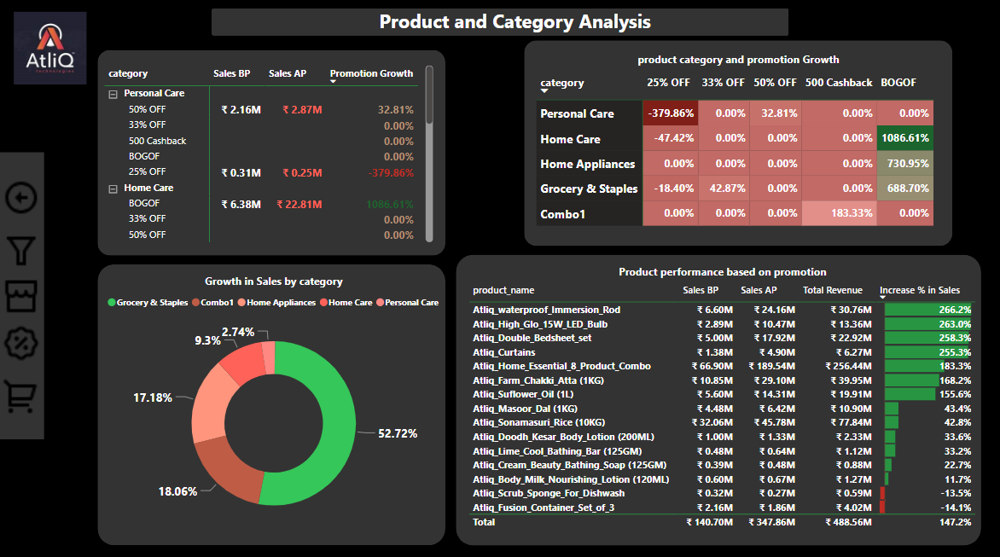 Product and Category Analysis
AtliQ
technologies
category Sales BP Sales AP Promotion Growth
Personal Care
50% OFF ₹ 2.16M ₹ 2.87M 32.81%
33% OFF 0.00%
500 Cashback 0.00%
BOGOF 0.00%
25% OFF ₹ 0.31M ₹ 0.25M -379.86%
Home Care
BOGOF ₹ 6.38M ₹ 22.81M 1086.61%
33% OFF 0.00%
50% OFF 0.00%
product category and promotion Growth
category 25% OFF 33% OFF 50% OFF 500 Cashback BOGOF
Personal Care -379.86% 0.00% 32.81% 0.00% 0.00%
Home Care -47.42% 0.00% 0.00% 0.00% 1086.61%
Home Appliances 0.00% 0.00% 0.00% 0.00% 730.95%
Grocery & Staples -18.40% 42.87% 0.00% 0.00% 688.70%
Combo1 0.00% 0.00% 0.00% 183.33% 0.00%
Growth in Sales by category
Grocery & Staples Combo1 Home Appliances Home Care Personal Care
2.74%
9.3%
17.18%
52.72%
18.06%
Product performance based on promotion
product_name Sales BP Sales AP Total Revenue Increase % in Sales
Atliq_waterproof_Immersion_Rod ₹ 6.60M ₹ 24.16M ₹ 30.76M 266.2%
Atliq_High_Glo_15W_LED_Bulb ₹ 2.89M ₹ 10.47M ₹ 13.36M 263.0%
Atliq_Double_Bedsheet_set ₹ 5.00M ₹ 17.92M ₹ 22.92M 258.3%
Atliq_Curtains ₹ 1.38M ₹ 4.90M ₹ 6.27M 255.3%
Atliq_Home_Essential_8_Product_Combo ₹ 66.90M ₹ 189.54M ₹ 256.44M 183.3%
Atliq_Farm_Chakki_Atta (1KG) ₹ 10.85M ₹ 29.10M ₹ 39.95M 168.2%
Atliq_Suflower_Oil (1L) ₹ 5.60M ₹ 14.31M ₹ 19.91M 155.6%
Atliq_Masoor_Dal (1KG) ₹ 4.48M ₹ 6.42M ₹ 10.90M 43.4%
Atliq_Sonamasuri_Rice (10KG) ₹ 32.06M ₹ 45.78M ₹ 77.84M 42.8%
Atliq_Doodh_Kesar_Body_Lotion (200ML) ₹ 1.00M ₹ 1.33M ₹ 2.33M 33.6%
Atliq_Lime_Cool_Bathing_Bar (125GM) ₹ 0.48M ₹ 0.64M ₹ 1.12M 33.2%
Atliq_Cream_Beauty_Bathing_Soap (125GM) ₹ 0.39M ₹ 0.48M ₹ 0.88M 22.7%
Atliq_Body_Milk_Nourishing_Lotion (120ML) ₹ 0.60M ₹ 0.67M ₹ 1.27M 11.7%
Atliq_Scrub_Sponge_For_Dishwash ₹ 0.32M ₹ 0.27M ₹ 0.59M -13.5%
Atliq_Fusion_Container_Set_of_3 ₹ 2.16M ₹ 1.86M ₹ 4.02M -14.1%
Total ₹ 140.70M ₹ 347.86M ₹ 488.56M 147.2%